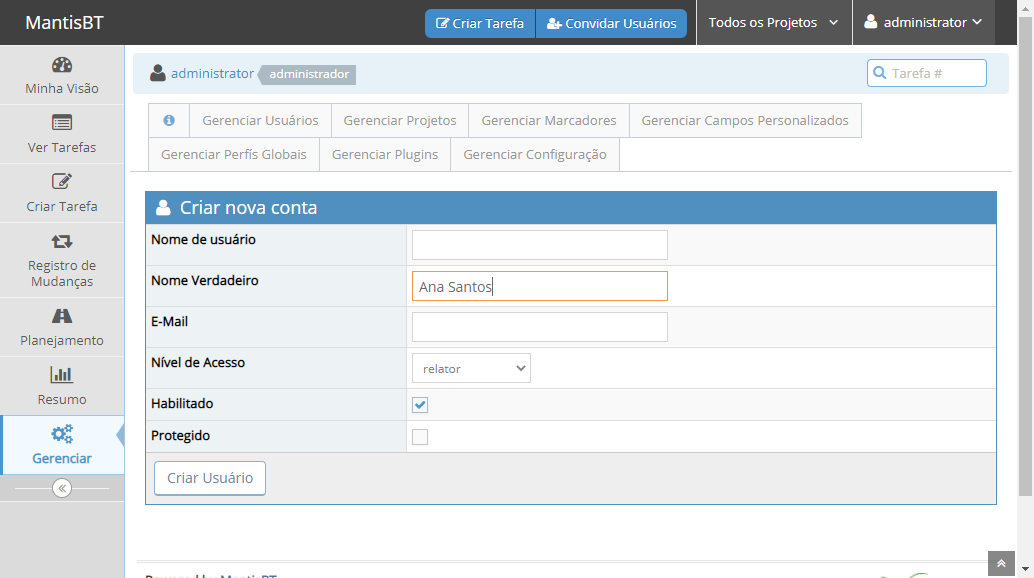 MantisBT
Criar Tarefa
Convidar Usuários
Todos os Projetos
administrator
Minha Visão
Ver Tarefas
Criar Tarefa
Registro de
Mudanças
Planejamento
Resumo
Gerenciar
administrator administrador
Tarefa #
Gerenciar Usuários
Gerenciar Projetos
Gerenciar Marcadores
Gerenciar Campos Personalizados
Gerenciar Perfís Globais
Gerenciar Plugins
Gerenciar Configuração
Criar nova conta
Nome de usuário
Nome Verdadeiro
Ana Santos
E-Mail
Nível de Acesso
relator
Habilitado
Protegido
Criar Usuário
Powered by MantisBT